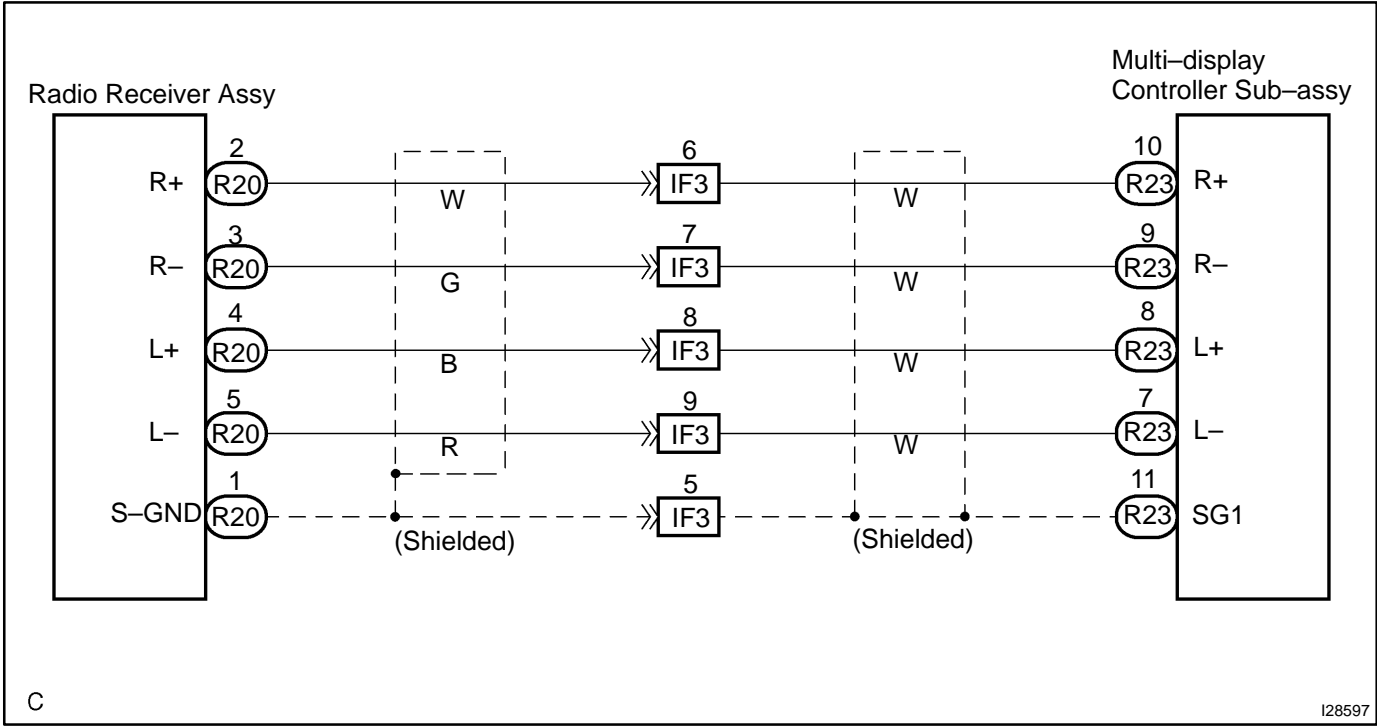 Multi–display
Radio Receiver Assy Controller Sub–assy
2 6 10
R+ R20 W IF3 W R23 R+
3 7 9
R– R20 G IF3 W R23 R–
4 8 8
L+ R20 B IF3 W R23 L+
5 9 7
L– R20 R IF3 W R23 L–
1 5 11
S–GND R20 IF3 R23 SG1
(Shielded) (Shielded)
C I28597